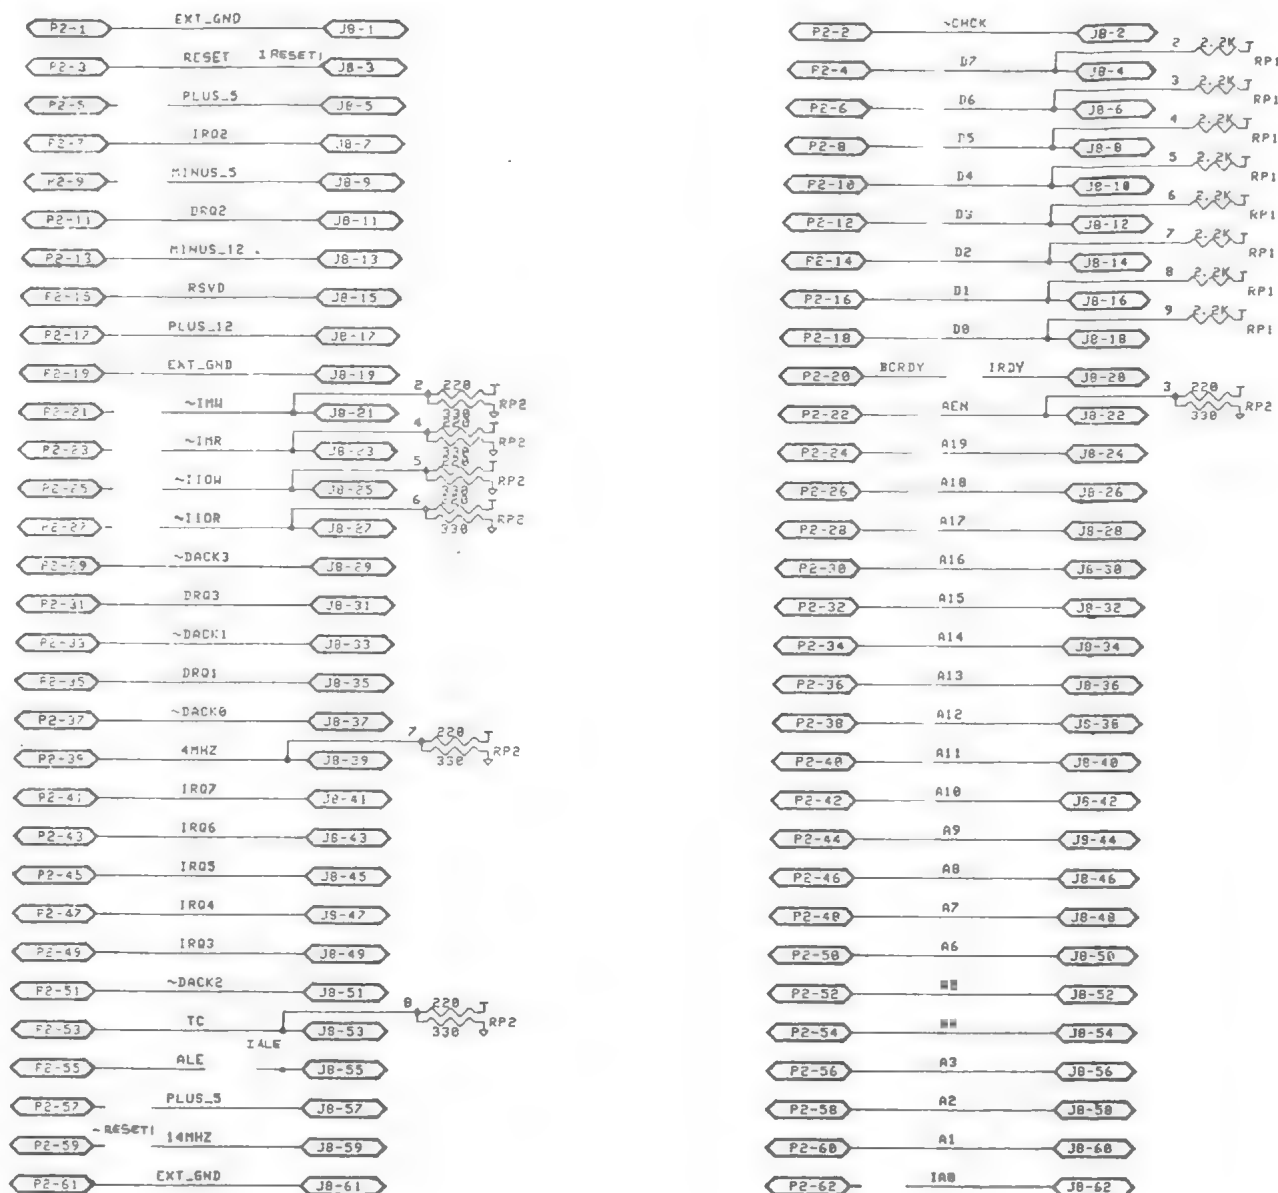 P2-1 EXT_GND J8-1
P2-3 RESET IRESET1 J8-3
P2-5 PLUS_5 J8-5
P2-7 IRQ2 J8-7
P2-9 MINUS_5 J8-9
P2-11 DRQ2 J8-11
P2-13 MINUS_12 J8-13
P2-15 RSVD J8-15
P2-17 PLUS_12 J8-17
P2-19 EXT_GND J8-19
P2-21 ~IMW J8-21 2 220 330 RP2
P2-23 ~IMR J8-23 4 220 330 RP2
P2-25 ~IIOW J8-25 5 220 330 RP2
P2-27 ~IIOR J8-27 6 220 330 RP2
P2-29 ~DACK3 J8-29
P2-31 DRQ3 J8-31
P2-33 ~DACK1 J8-33
P2-35 DRQ1 J8-35
P2-37 ~DACK0 J8-37
P2-39 4MHZ J8-39 7 220 330 RP2
P2-41 IRQ7 J8-41
P2-43 IRQ6 J8-43
P2-45 IRQ5 J8-45
P2-47 IRQ4 J8-47
P2-49 IRQ3 J8-49
P2-51 ~DACK2 J8-51
P2-53 TC J8-53 8 220 330 RP2
P2-55 ALE IALE J8-55
P2-57 PLUS_5 J8-57
P2-59 ~RESET1 14MHZ J8-59
P2-61 EXT_GND J8-61
P2-2 ~CHCK J8-2
P2-4 D7 J8-4 2 2.2K RP1
P2-6 D6 J8-6 3 2.2K RP1
P2-8 D5 J8-8 4 2.2K RP1
P2-10 D4 J8-10 5 2.2K RP1
P2-12 D3 J8-12 6 2.2K RP1
P2-14 D2 J8-14 7 2.2K RP1
P2-16 D1 J8-16 8 2.2K RP1
P2-18 D0 J8-18 9 2.2K RP1
P2-20 BCRDY IRDY J8-20
P2-22 AEN J8-22 3 220 330 RP2
P2-24 A19 J8-24
P2-26 A18 J8-26
P2-28 A17 J8-28
P2-30 A16 J8-30
P2-32 A15 J8-32
P2-34 A14 J8-34
P2-36 A13 J8-36
P2-38 A12 J8-38
P2-40 A11 J8-40
P2-42 A10 J8-42
P2-44 A9 J8-44
P2-46 A8 J8-46
P2-48 A7 J8-48
P2-50 A6 J8-50
P2-52 J8-52
P2-54 J8-54
P2-56 A3 J8-56
P2-58 A2 J8-58
P2-60 A1 J8-60
P2-62 IA0 J8-62